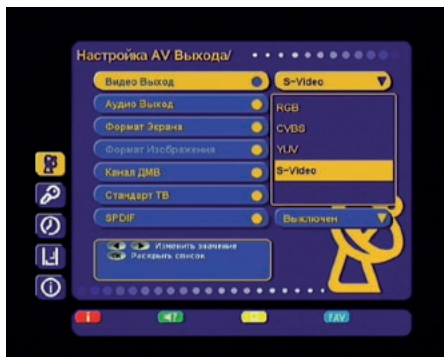 Настройка AV Выхода/
Видео Выход S-Video
Аудио Выход
RGB
Формат Экрана
CVBS
Формат Изображения
YUV
Канал ДМВ
S-Video
Стандарт ТВ
SPDIF Выключен
Изменить значение
Раскрыть список
i
FAV